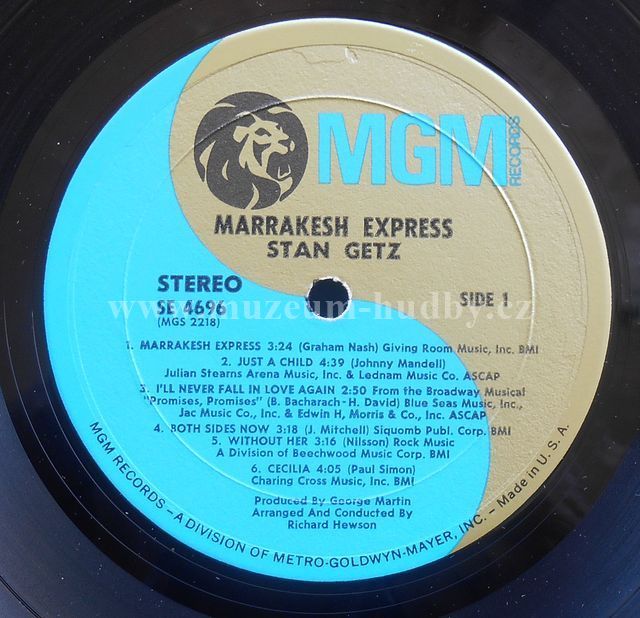 MGM
RECORDS
MARRAKESH EXPRESS
STAN GETZ
STEREO
SE 4696
(MGS 2218)
SIDE 1
www.muzeum-hudby.cz
1. MARRAKESH EXPRESS 3:24 (Graham Nash) Giving Room Music, Inc. BMI
2. JUST A CHILD 4:39 (Johnny Mandell)
Julian Stearns Arena Music, Inc. & Lednam Music Co. ASCAP
3. I'LL NEVER FALL IN LOVE AGAIN 2:50 From the Broadway Musical
"Promises, Promises" (B. Bacharach-H. David) Blue Seas Music, Inc.,
Jac Music Co., Inc. & Edwin H, Morris & Co., Inc. ASCAP
4. BOTH SIDES NOW 3:18 (J. Mitchell) Siquomb Publ. Corp. BMI
5. WITHOUT HER 3:16 (Nilsson) Rock Music
A Division of Beechwood Music Corp. BMI
6. CECILIA 4:05 (Paul Simon)
Charing Cross Music, Inc. BMI
Produced By George Martin
Arranged And Conducted By
Richard Hewson
MGM RECORDS – A DIVISION OF METRO-GOLDWYN-MAYER, INC. – Made in U. S. A.